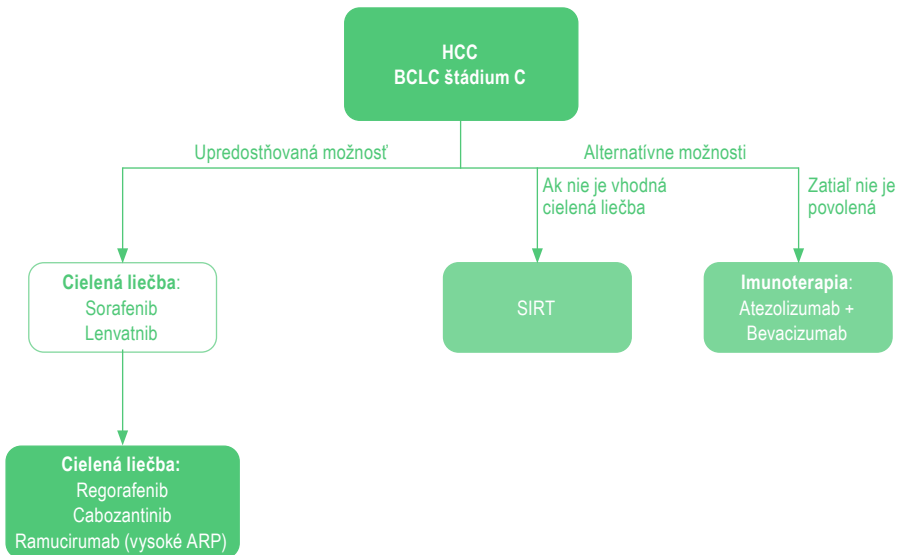 HCC
BCLC štádium C
Upredostňovaná možnosť
Alternatívne možnosti
Ak nie je vhodná
cielená liečba
Zatiaľ nie je
povolená
Cielená liečba:
Sorafenib
Lenvatnib
SIRT
Imunoterapia:
Atezolizumab +
Bevacizumab
Cielená liečba:
Regorafenib
Cabozantinib
Ramucirumab (vysoké ARP)